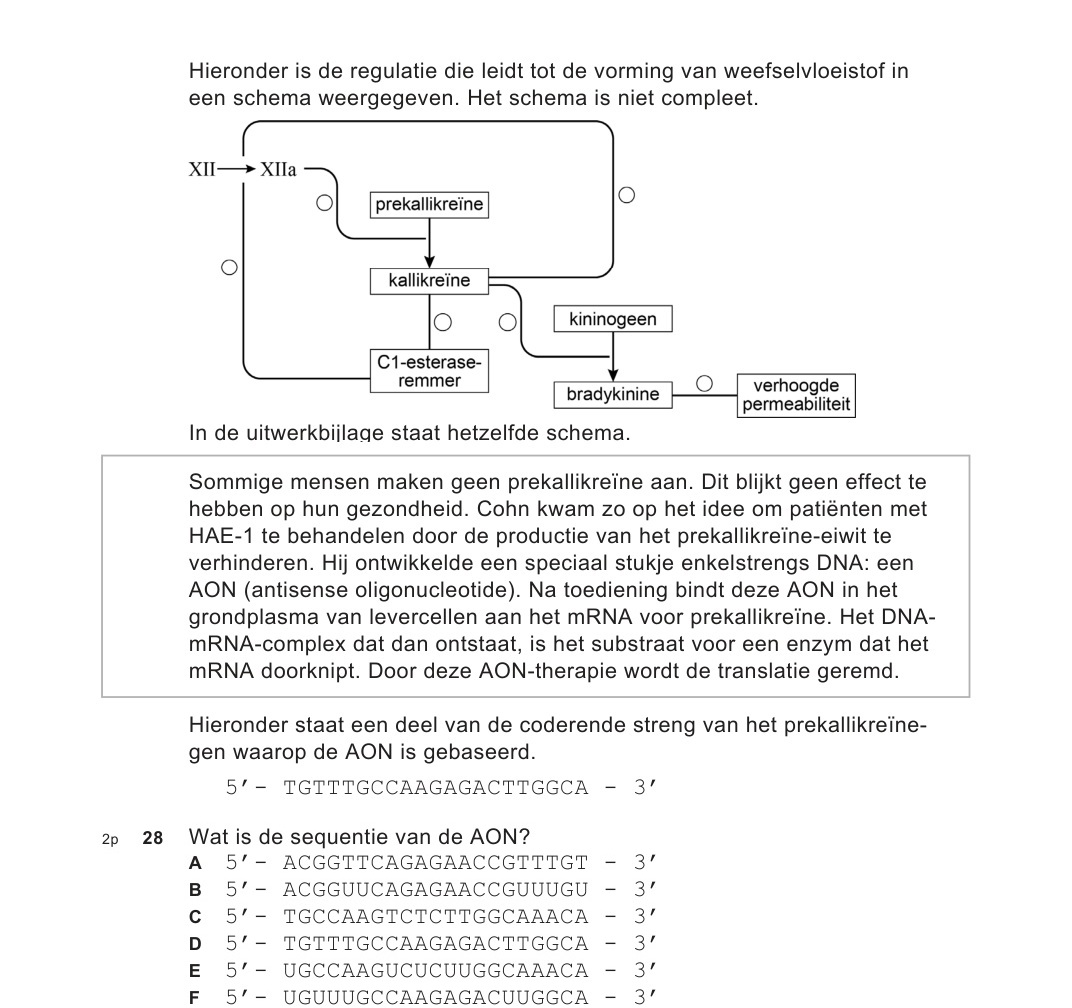 Hieronder is de regulatie die leidt tot de vorming van weefselvloeistof in
een schema weergegeven. Het schema is niet compleet.
XII XIIa
prekallikreïne
kallikreïne
kininogeen
C1-esterase-
remmer
bradykinine
verhoogde
permeabiliteit
In de uitwerkbijlage staat hetzelfde schema.
Sommige mensen maken geen prekallikreïne aan. Dit blijkt geen effect te
hebben op hun gezondheid. Cohn kwam zo op het idee om patiënten met
HAE-1 te behandelen door de productie van het prekallikreïne-eiwit te
verhinderen. Hij ontwikkelde een speciaal stukje enkelstrengs DNA: een
AON (antisense oligonucleotide). Na toediening bindt deze AON in het
grondplasma van levercellen aan het mRNA voor prekallikreïne. Het DNA-
mRNA-complex dat dan ontstaat, is het substraat voor een enzym dat het
mRNA doorknipt. Door deze AON-therapie wordt de translatie geremd.
Hieronder staat een deel van de coderende streng van het prekallikreïne-
gen waarop de AON is gebaseerd.
5’ – TGTTTGCCAAGAGACTTGGCA – 3’
2p 28 Wat is de sequentie van de AON?
A 5’ – ACGGTTCAGAGAACCGTTTGT – 3’
B 5’ – ACGGUUCAGAGAACCGUUUGU – 3’
C 5’ – TGCCAAGTCTCTTGGCAAACA – 3’
D 5’ – TGTTTGCCAAGAGACTTGGCA – 3’
E 5’ – UGCCAAGUCUCUUGGCAAACA – 3’
F 5’ – UGUUUGCCAAGAGACUUGGCA – 3’